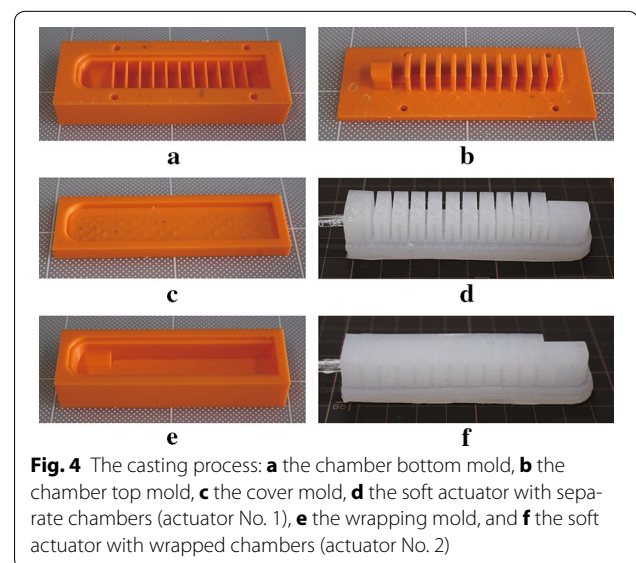 a
b
c
d
e
f
Fig. 4 The casting process: a the chamber bottom mold, b the
chamber top mold, c the cover mold, d the soft actuator with sepa-
rate chambers (actuator No. 1), e the wrapping mold, and f the soft
actuator with wrapped chambers (actuator No. 2)